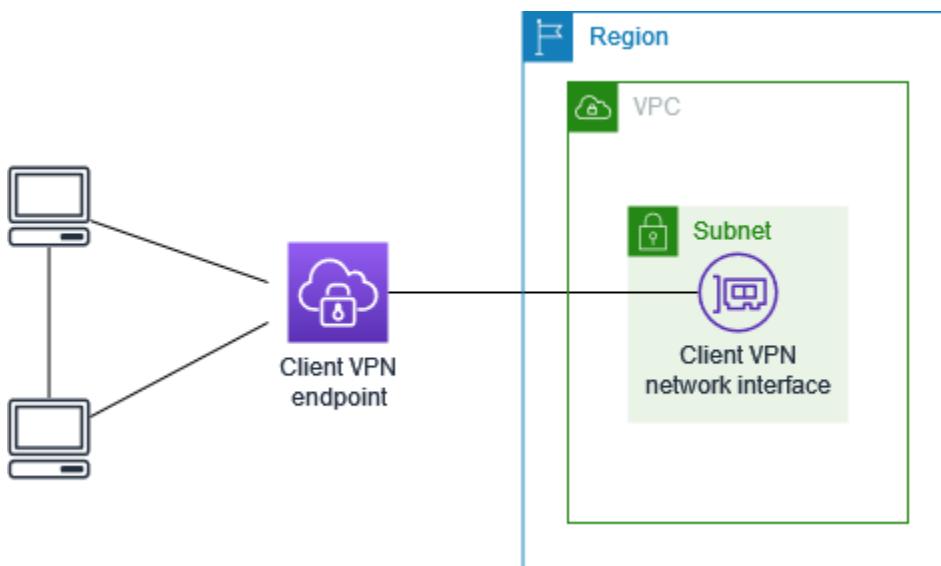 Region
VPC
Subnet
Client VPN
endpoint
Client VPN
network interface